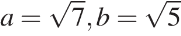 a = √7, b = √5